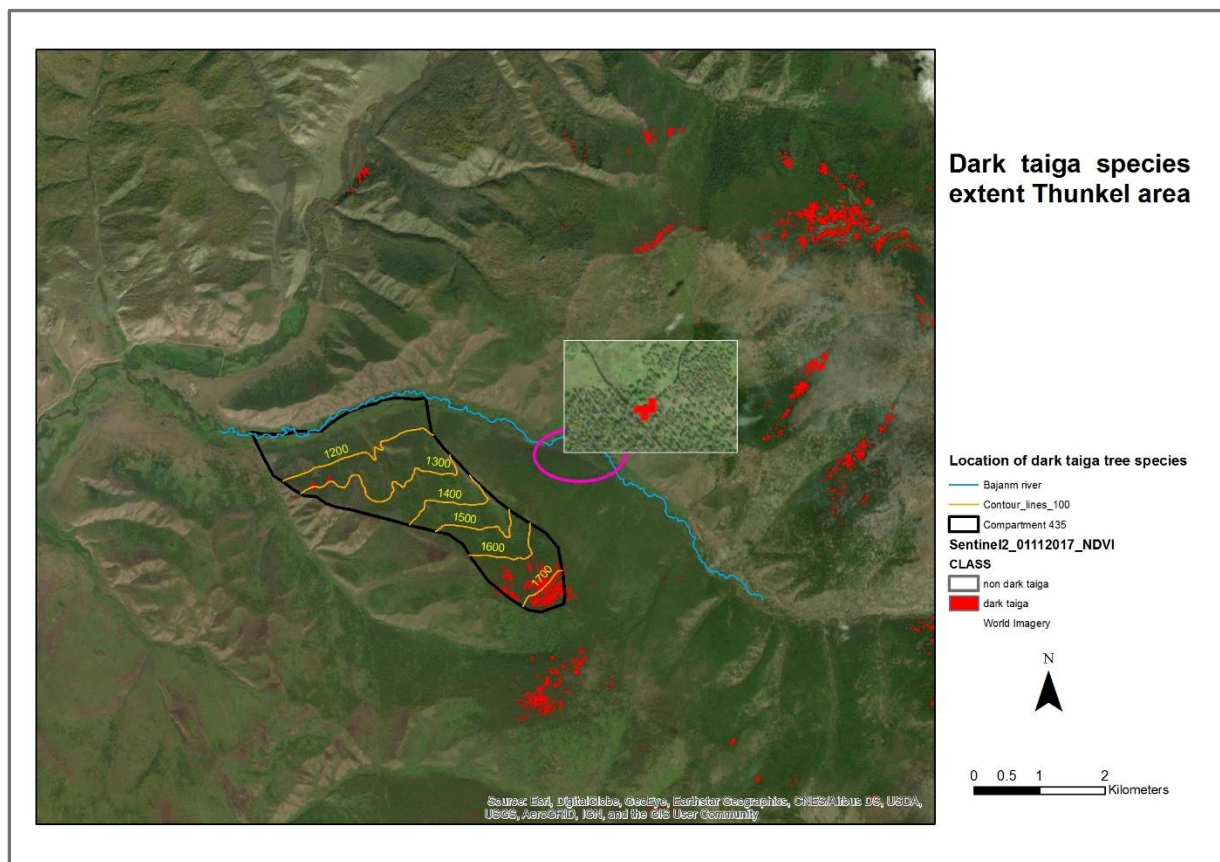 Dark taiga species
extent Thunkel area
1200
1300
1400
1500
1600
1700
Location of dark taiga tree species
Bajanm river
Contour_lines_100
Compartment 435
Sentinel2_01112017_NDVI
CLASS
non dark taiga
dark taiga
World Imagery
N
0 0.5 1 2
Kilometers
Source: Esri, DigitalGlobe, GeoEye, Earthstar Geographics, CNES/Airbus DS, USDA,
USGS, AeroGRID, IGN, and the GIS User Community